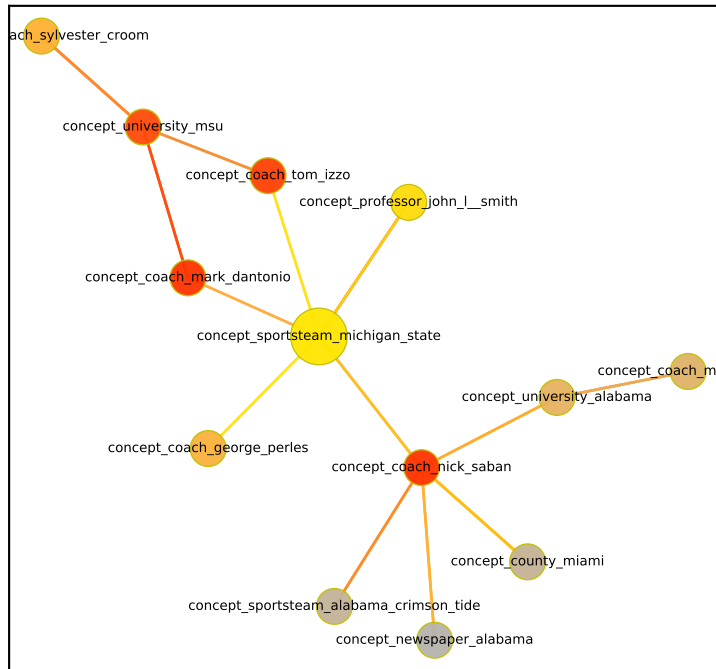 ach_sylvester_croom
concept_university_msu
concept_coach_tom_izzo
concept_professor_john_l__smith
concept_coach_mark_dantonio
concept_sportsteam_michigan_state
concept_coach_m
concept_university_alabama
concept_coach_george_perles
concept_coach_nick_saban
concept_county_miami
concept_sportsteam_alabama_crimson_tide
concept_newspaper_alabama